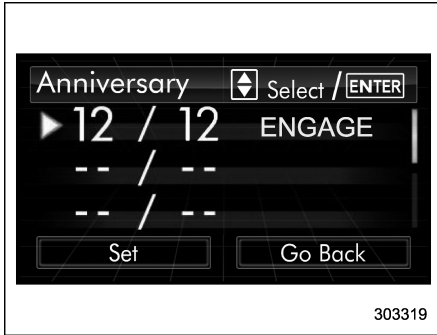 Anniversary Select / ENTER
12 / 12 ENGAGE
-- / --
-- / --
Set Go Back
303319